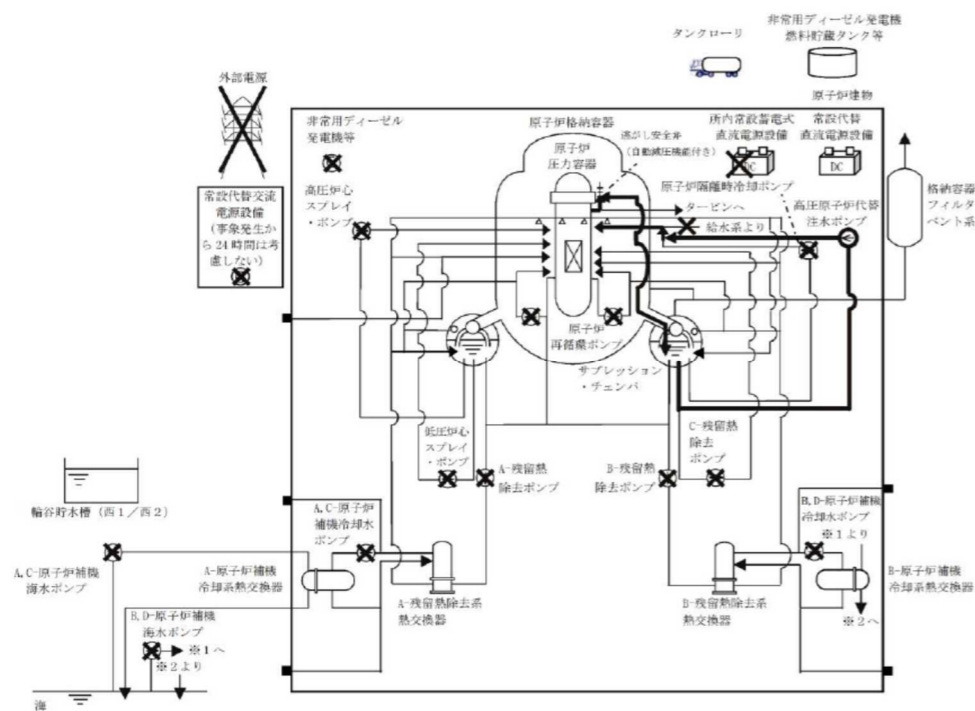 タンクローリ
非常用ディーゼル発電機
燃料貯蔵タンク等
外部電源
原子炉建物
非常用ディーゼル
発電機等
原子炉格納容器
原子炉
圧力容器
逃がし安全弁
(自動減圧機能付き)
所内常設蓄電式
直流電源設備
DC
常設代替
直流電源設備
DC
常設代替交流
電源設備
(事象発生か
ら24時間は考
慮しない)
高圧炉心
スプレイ
・ポンプ
原子炉隔離時冷却ポンプ
タービンへ
給水系より
高圧原子炉代替
注水ポンプ
格納容器
フィルタ
ベント系
原子炉
再循環ポンプ
サプレッション
・チェンバ
低圧炉心
スプレイ
・ポンプ
A-残留熱
除去ポンプ
B-残留熱
除去ポンプ
C-残留熱
除去
ポンプ
輪谷貯水槽(西1/西2)
A,C-原子炉補機
海水ポンプ
A,C-原子炉
補機冷却水
ポンプ
A-原子炉補機
冷却系熱交換器
A-残留熱除去系
熱交換器
B-残留熱除去系
熱交換器
B,D-原子炉補機
冷却水ポンプ
※1より
B-原子炉補機
冷却系熱交換器
※2へ
B,D-原子炉補機
海水ポンプ
※1へ
※2より
海